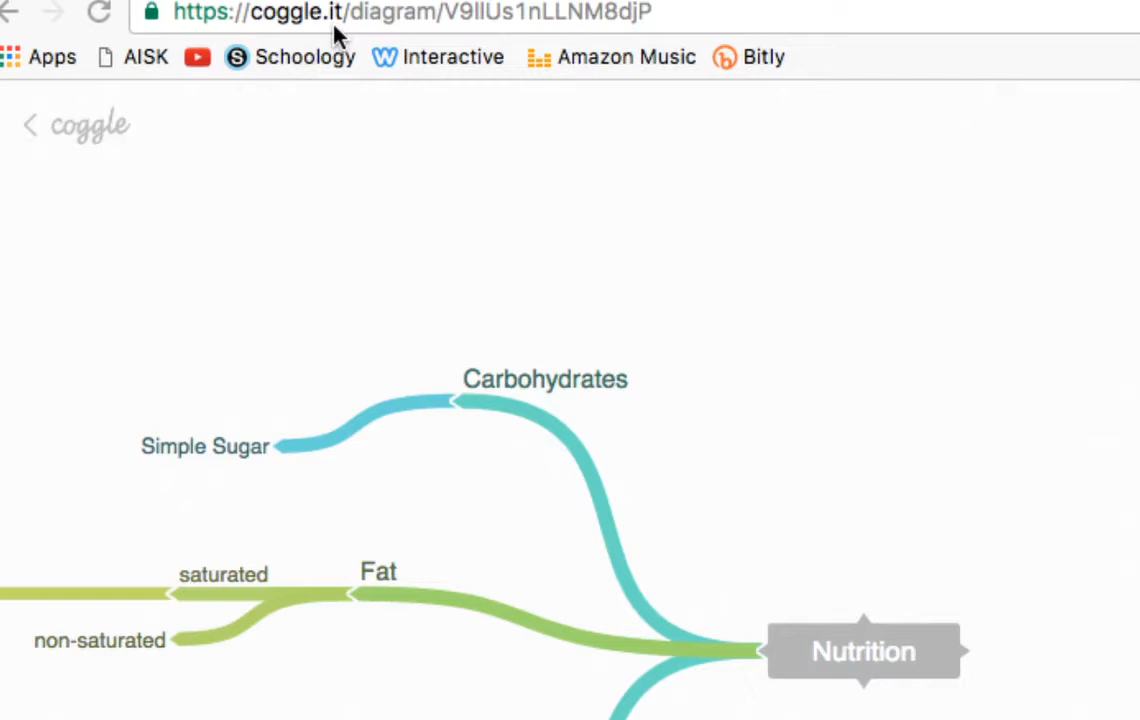 https://coggle.it/diagram/V9llUs1nLLNM8djP
Apps AISK Schoology Interactive Amazon Music Bitly
coggle
Carbohydrates
Simple Sugar
Fat
saturated
non-saturated
Nutrition